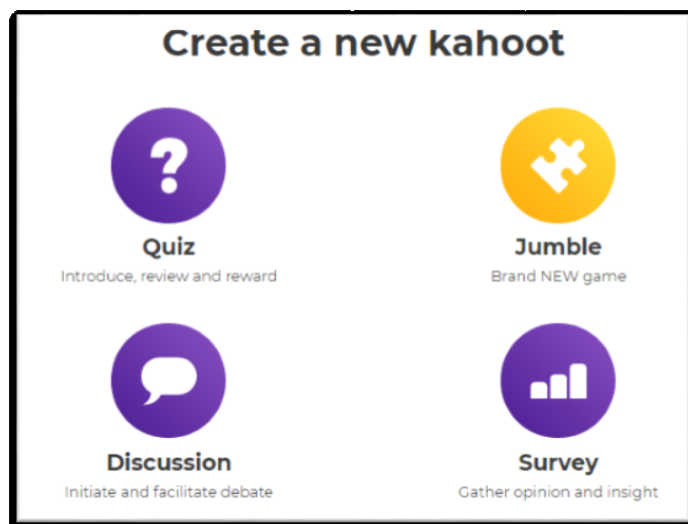 Create a new kahoot
Quiz
Introduce, review and reward
Jumble
Brand NEW game
Discussion
Initiate and facilitate debate
Survey
Gather opinion and insight